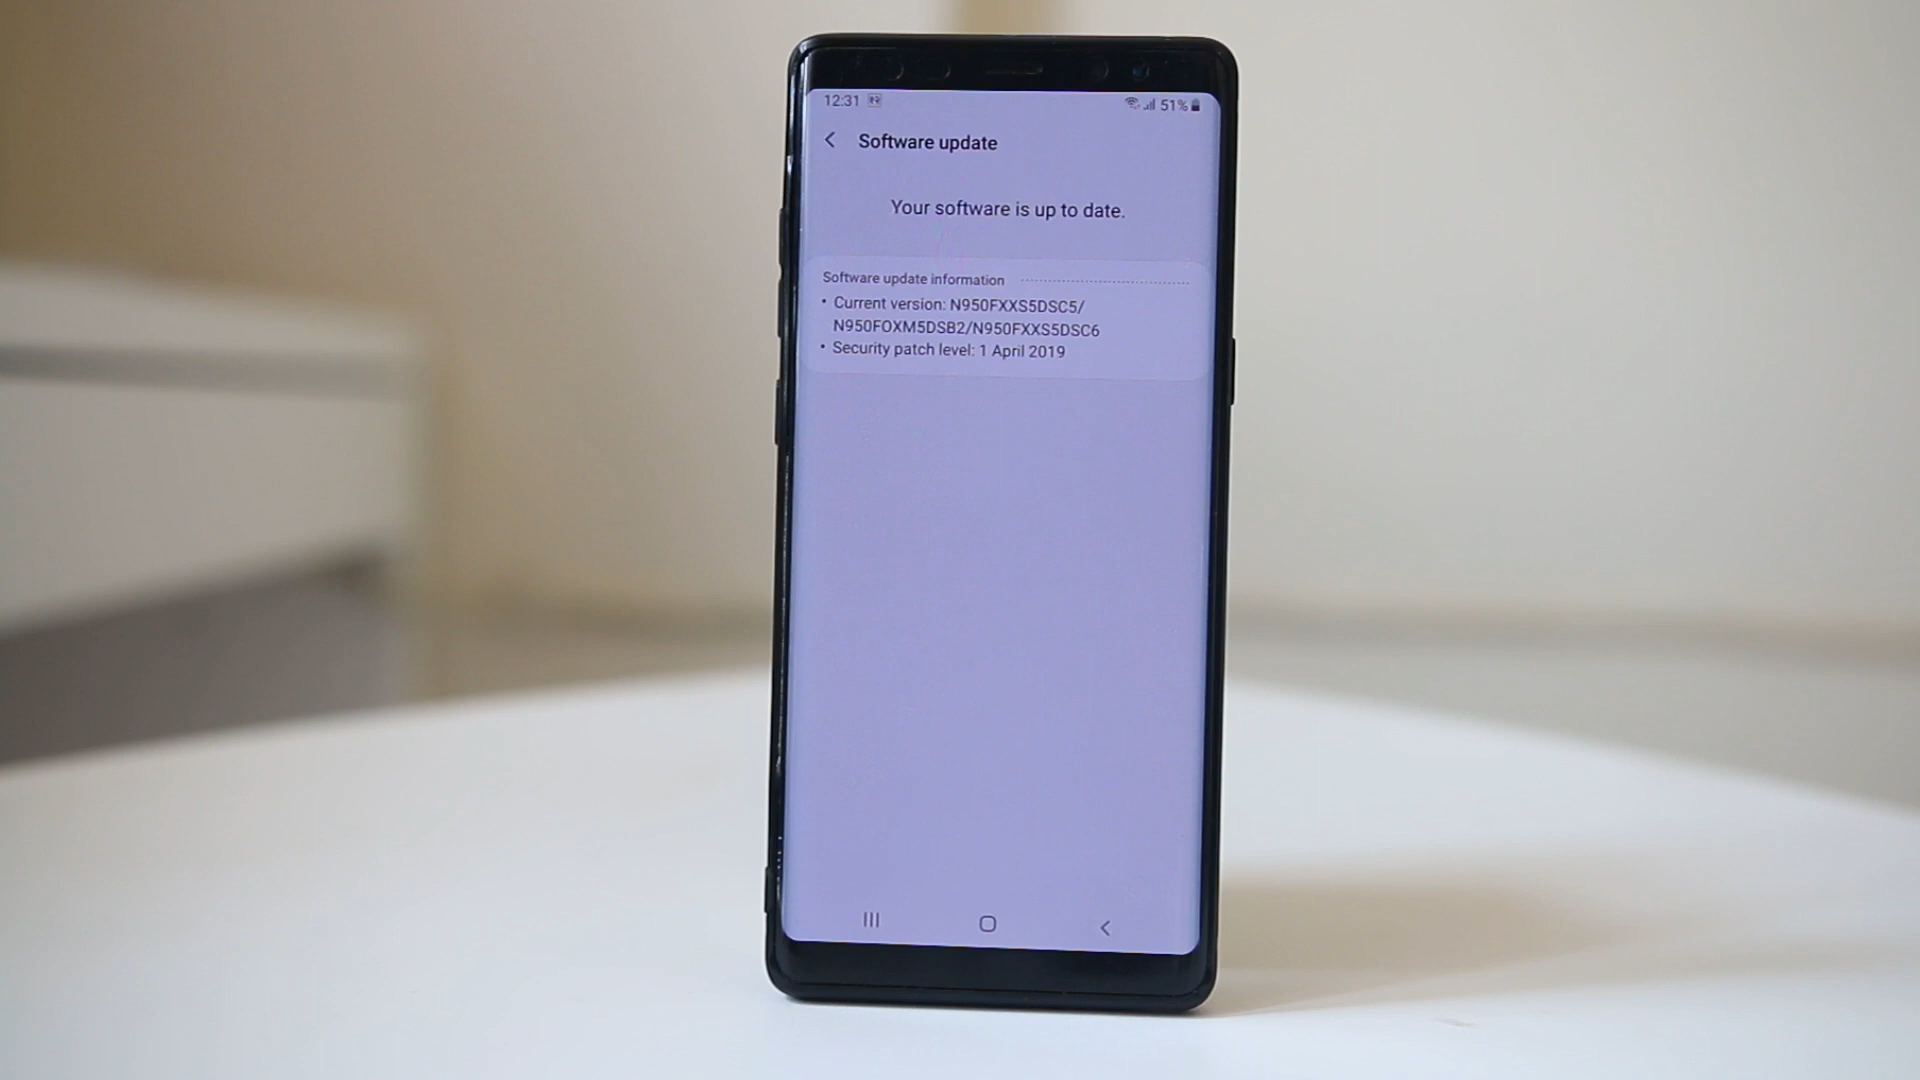 12:31 51%
Software update
Your software is up to date.
Software update information
• Current version: N950FXXS5DSC5/
N950FOXM5DSB2/N950FXXS5DSC6
• Security patch level: 1 April 2019